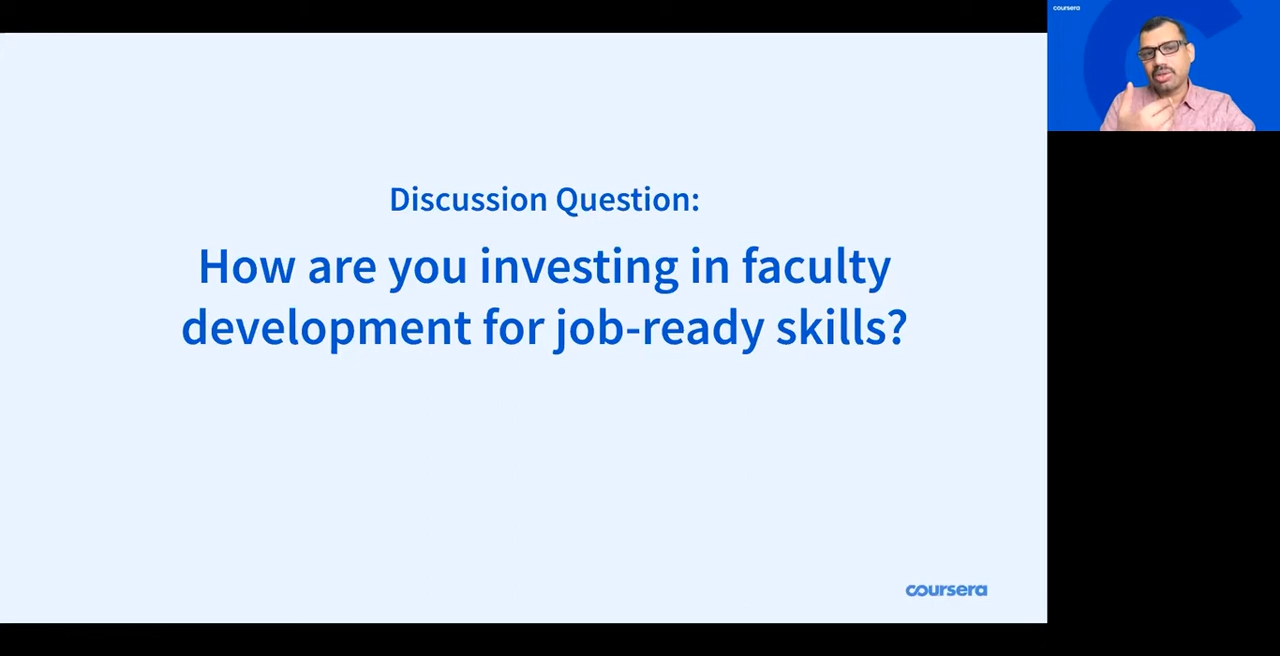 Discussion Question:
How are you investing in faculty
development for job-ready skills?
coursera
coursera